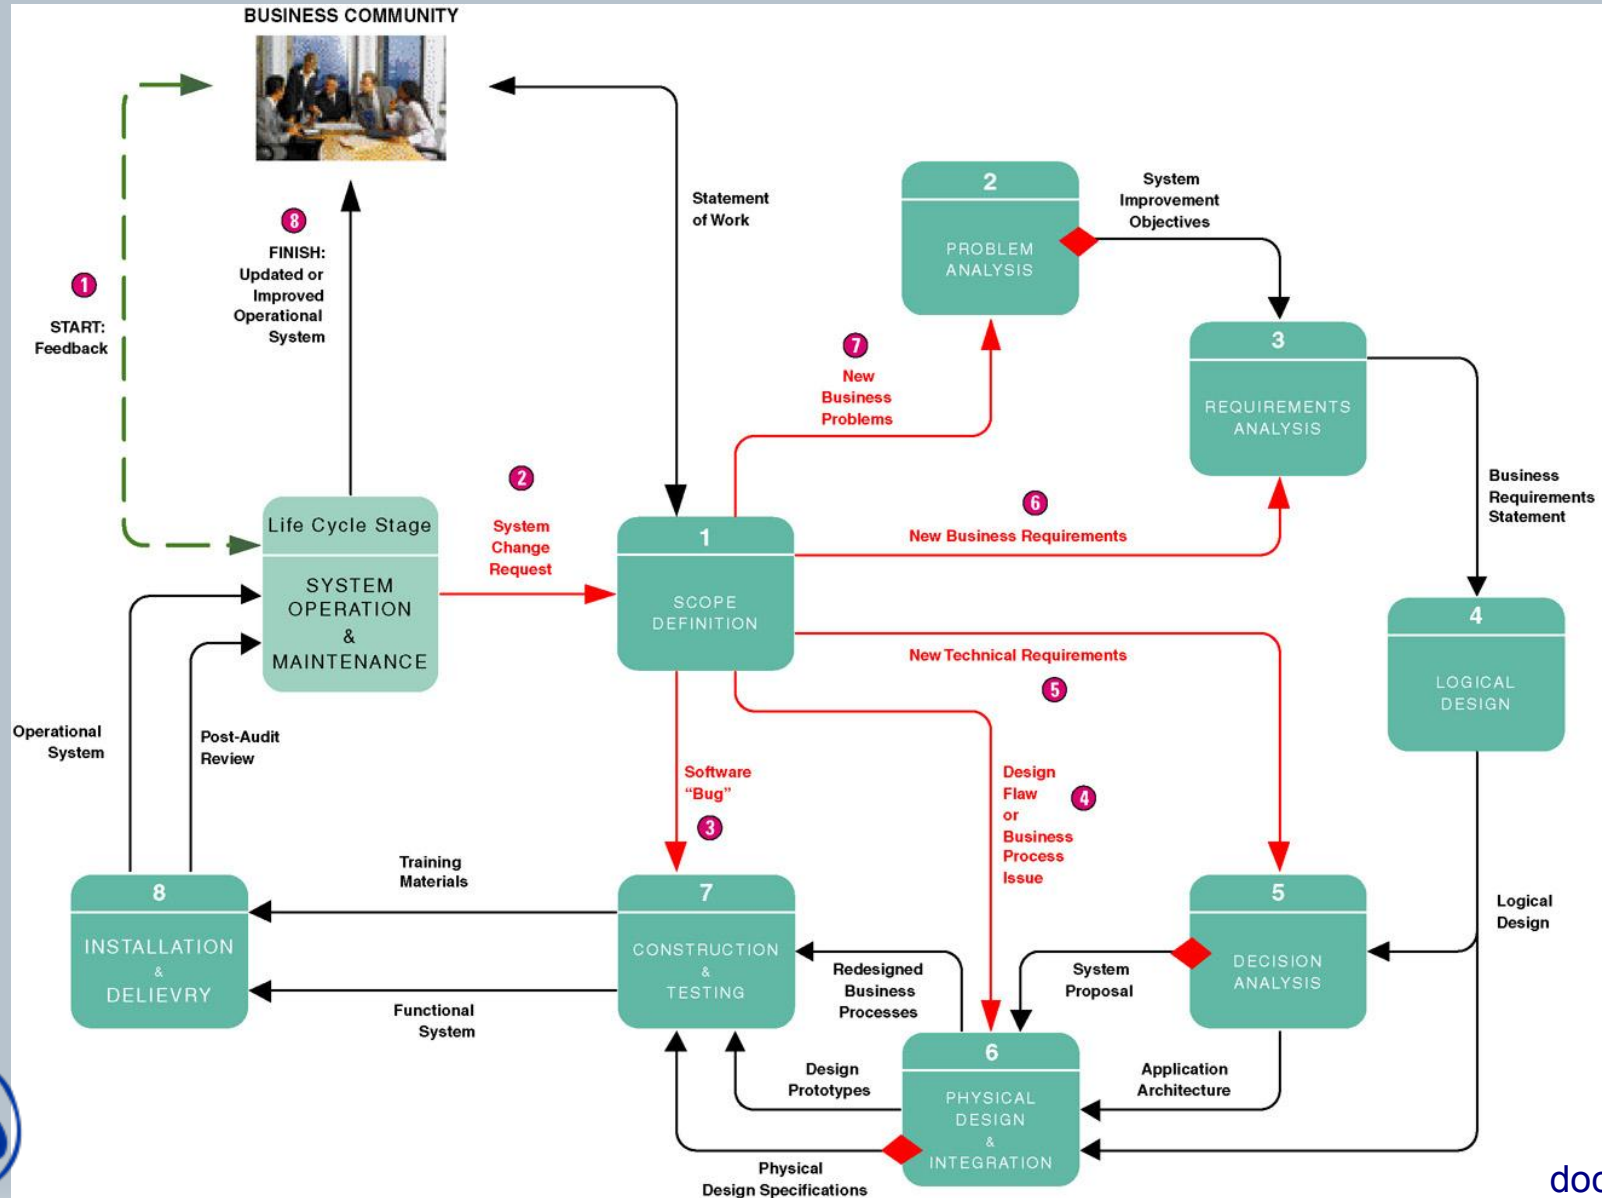 BUSINESS COMMUNITY
1
START:
Feedback
8
FINISH:
Updated or
Improved
Operational
System
Statement
of Work
2
PROBLEM
ANALYSIS
System
Improvement
Objectives
3
REQUIREMENTS
ANALYSIS
7
New
Business
Problems
Business
Requirements
Statement
Life Cycle Stage
SYSTEM
OPERATION
&
MAINTENANCE
2
System
Change
Request
1
SCOPE
DEFINITION
6
New Business Requirements
New Technical Requirements
5
4
LOGICAL
DESIGN
Operational
System
Post-Audit
Review
Software
“Bug”
3
Design
Flaw
or
Business
Process
Issue
4
Logical
Design
8
INSTALLATION
&
DELIEVRY
Training
Materials
Functional
System
7
CONSTRUCTION
&
TESTING
Redesigned
Business
Processes
System
Proposal
5
DECISION
ANALYSIS
Design
Prototypes
6
PHYSICAL
DESIGN
&
INTEGRATION
Application
Architecture
Physical
Design Specifications